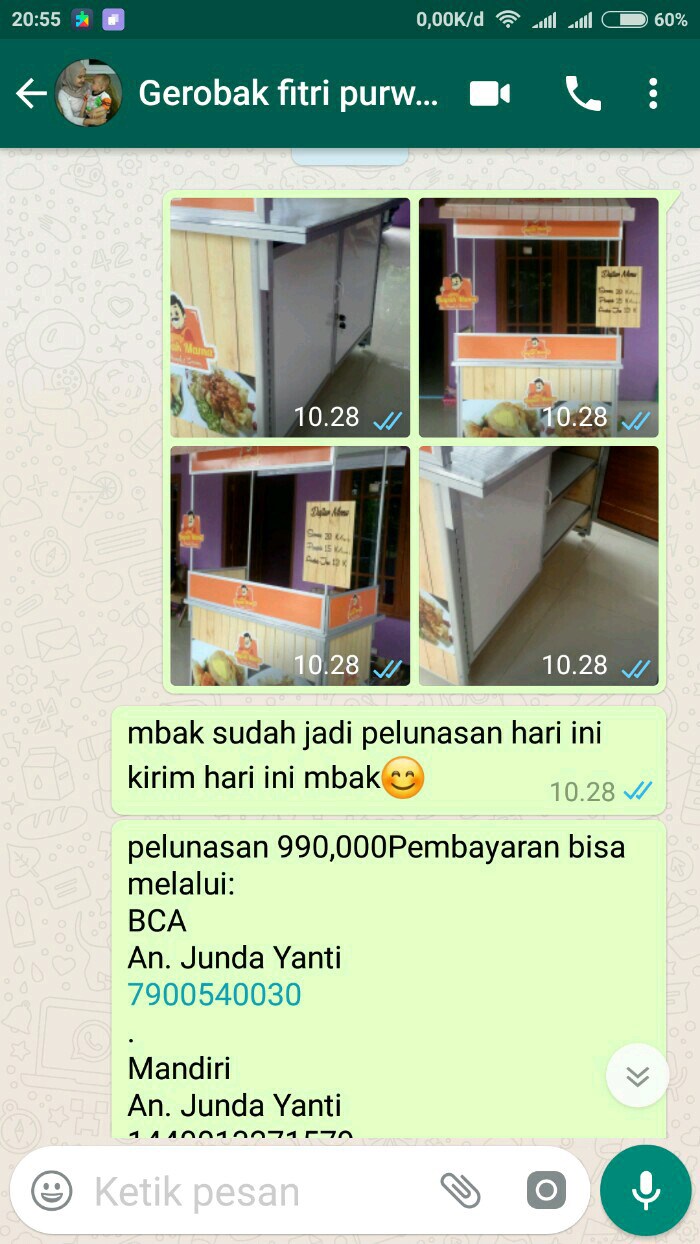 20:55
0,00K/d
60%
Gerobak fitri purw...
Daftar Menu
10.28
10.28
Daftar Menu
10.28
10.28
mbak sudah jadi pelunasan hari ini
kirim hari ini mbak😊
10.28
pelunasan 990,000Pembayaran bisa
melalui:
BCA
An. Junda Yanti
7900540030
.
Mandiri
An. Junda Yanti
Ketik pesan